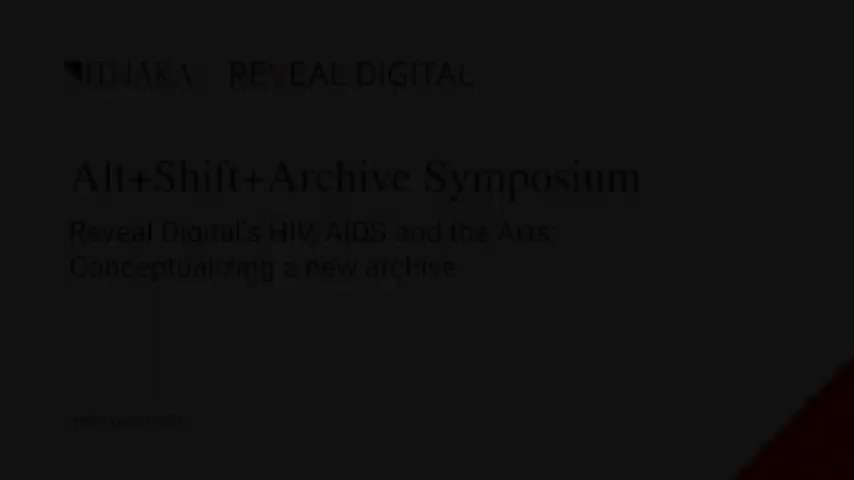 ITHAKA REVEAL DIGITAL
Alt+Shift+Archive Symposium
Reveal Digital's HIV, AIDS and the Arts:
Conceptualizing a new archive